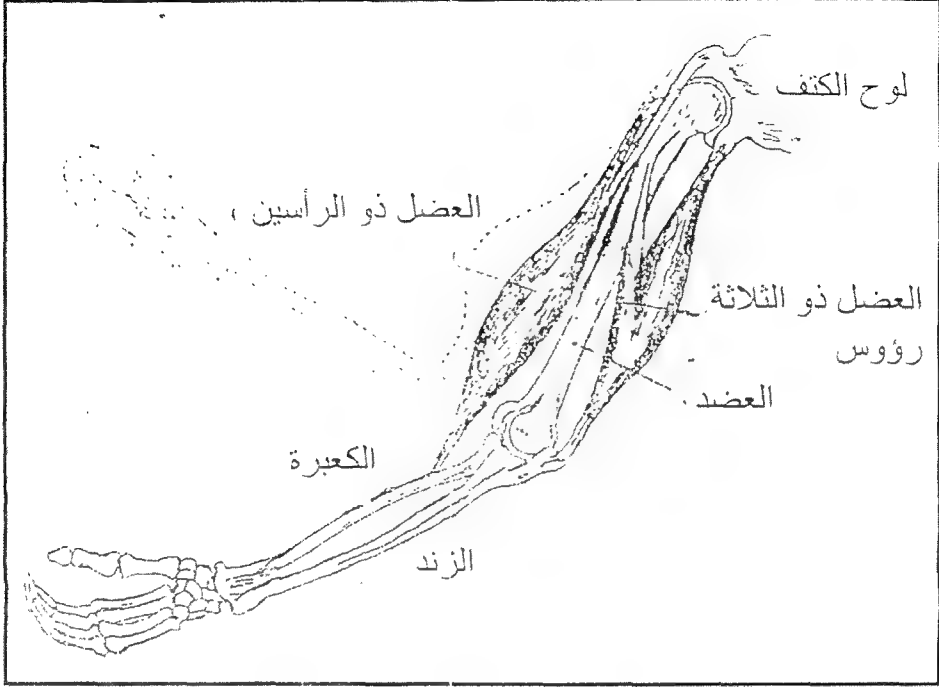 لوح الكتف
العضل ذو الرأسين
العضل ذو الثلاثة
رؤوس
العضد
الكعبرة
الزند